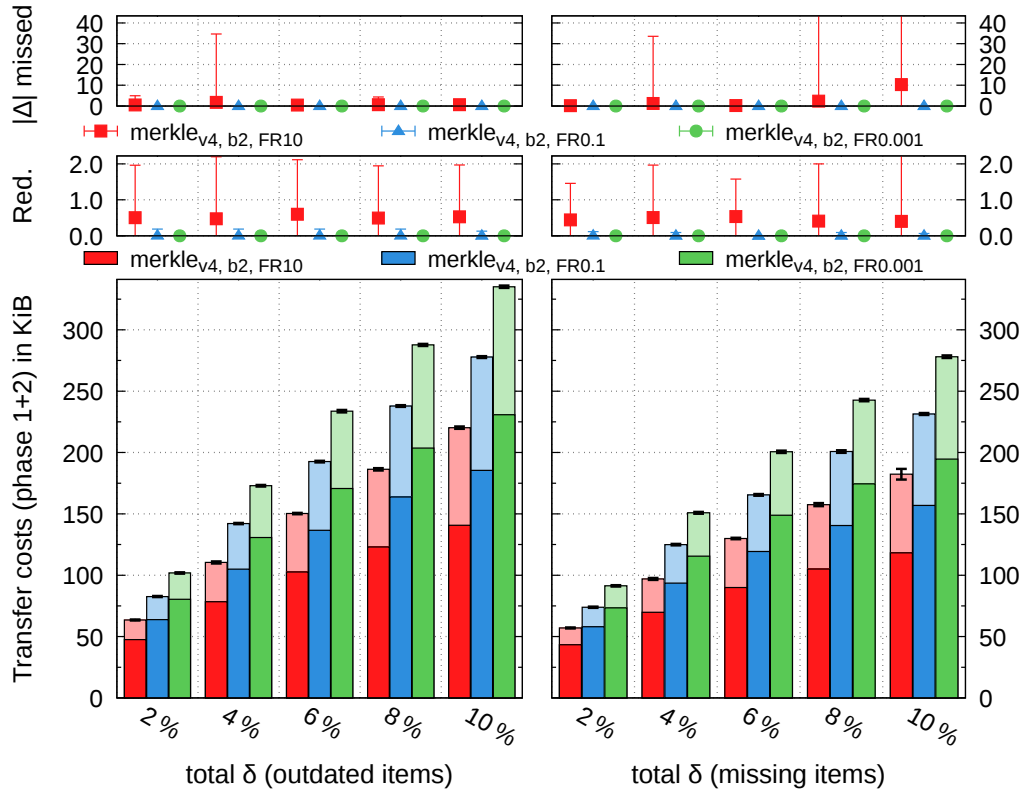 |Δ| missed
40 30 20 10 0
40 30 20 10 0
merkle v4, b2, FR10 merkle v4, b2, FR0.1 merkle v4, b2, FR0.001
Red.
2.0 1.0 0.0
2.0 1.0 0.0
merkle v4, b2, FR10 merkle v4, b2, FR0.1 merkle v4, b2, FR0.001
Transfer costs (phase 1+2) in KiB
300 250 200 150 100 50 0
300 250 200 150 100 50 0
2 % 4 % 6 % 8 % 10 % 2 % 4 % 6 % 8 % 10 %
total δ (outdated items) total δ (missing items)